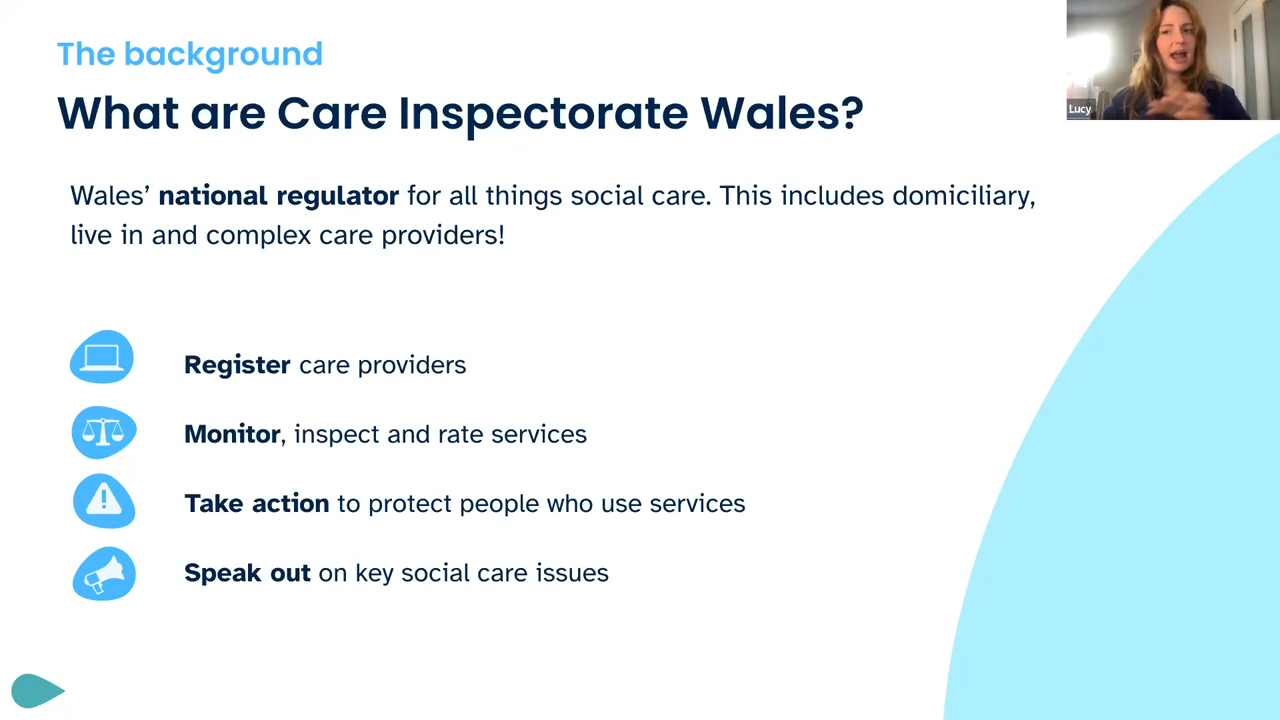 The background
What are Care Inspectorate Wales?
Lucy
Wales’ national regulator for all things social care. This includes domiciliary,
live in and complex care providers!
Register care providers
Monitor, inspect and rate services
Take action to protect people who use services
Speak out on key social care issues